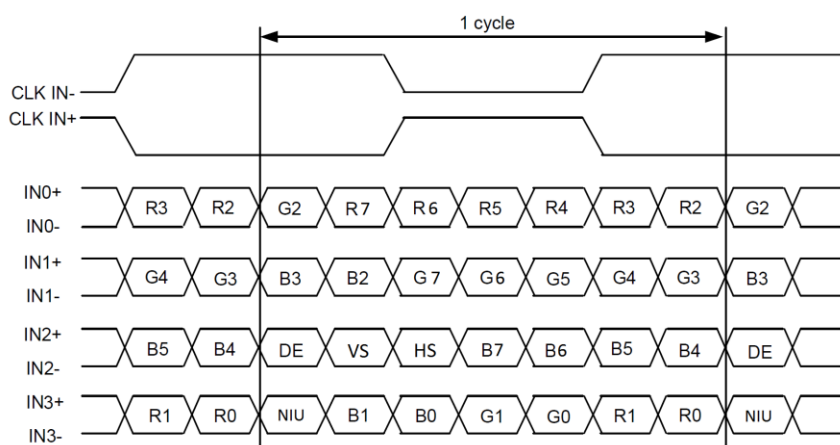 1 cycle
CLK IN-
CLK IN+
IN0+
R3 R2 G2 R7 R6 R5 R4 R3 R2 G2
IN0-
IN1+
G4 G3 B3 B2 G7 G6 G5 G4 G3 B3
IN1-
IN2+
B5 B4 DE VS HS B7 B6 B5 B4 DE
IN2-
IN3+
R1 R0 NIU B1 B0 G1 G0 R1 R0 NIU
IN3-